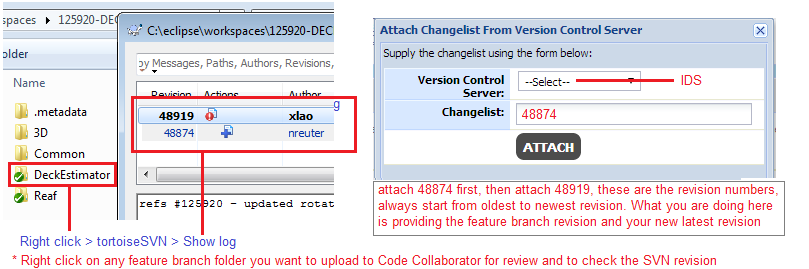 spaces ▸ 125920-DEC
older
Name
.metadata
3D
Common
DeckEstimator
Reaf
C:\eclipse\workspaces\125920-DEC
by Messages, Paths, Authors, Revisions,
Revision Actions Author
g
48919 xlao
48874 nreuter
refs #125920 - updated rotat
Right click > tortoiseSVN > Show log
* Right click on any feature branch folder you want to upload to Code Collaborator for review and to check the SVN revision
Attach Changelist From Version Control Server
Supply the changelist using the form below:
Version Control
Server:
--Select--
IDS
Changelist:
48874
ATTACH
attach 48874 first, then attach 48919, these are the revision numbers,
always start from oldest to newest revision. What you are doing here
is providing the feature branch revision and your new latest revision